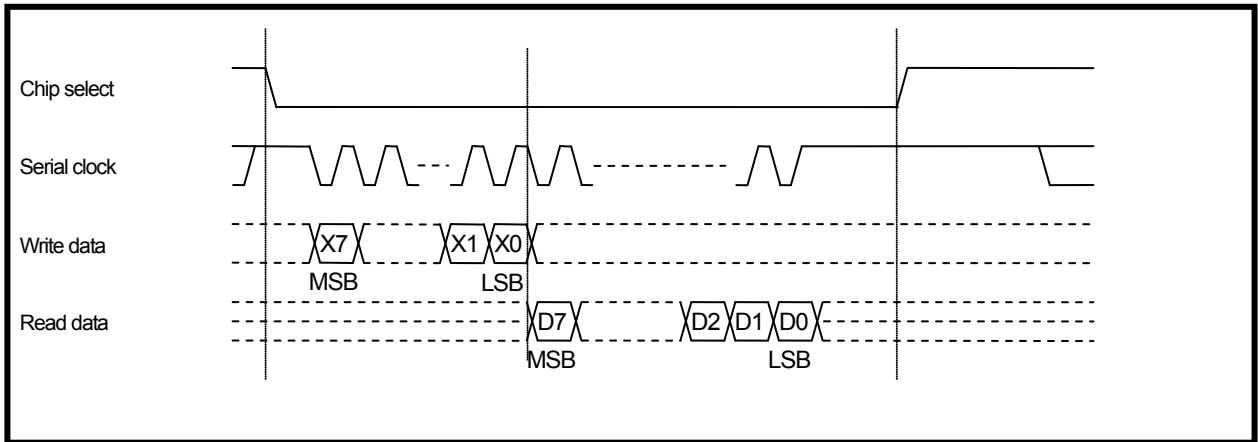 Chip select
Serial clock
Write data
X7 X1 X0
MSB LSB
Read data
D7 D2 D1 D0
MSB LSB